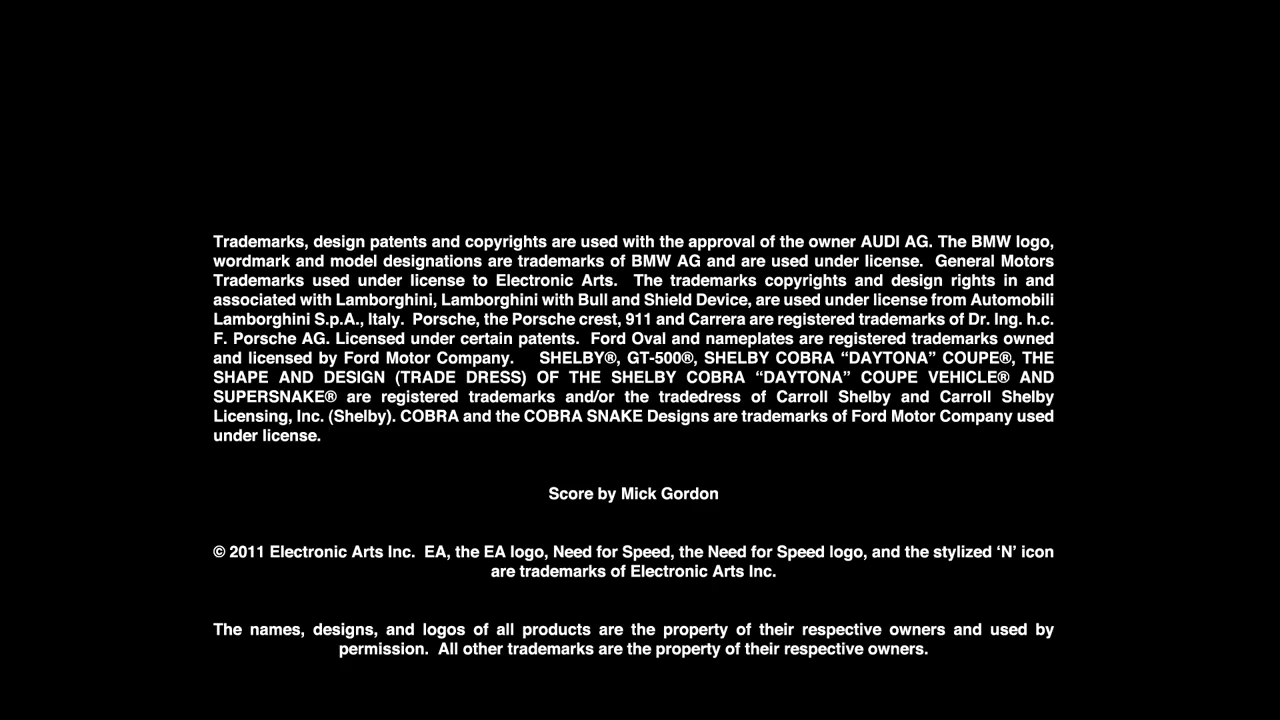 Trademarks, design patents and copyrights are used with the approval of the owner AUDI AG. The BMW logo,
wordmark and model designations are trademarks of BMW AG and are used under license.  General Motors
Trademarks used under license to Electronic Arts.  The trademarks copyrights and design rights in and
associated with Lamborghini, Lamborghini with Bull and Shield Device, are used under license from Automobili
Lamborghini S.p.A., Italy.  Porsche, the Porsche crest, 911 and Carrera are registered trademarks of Dr. Ing. h.c.
F. Porsche AG. Licensed under certain patents.  Ford Oval and nameplates are registered trademarks owned
and licensed by Ford Motor Company.    SHELBY®, GT-500®, SHELBY COBRA “DAYTONA” COUPE®, THE
SHAPE AND DESIGN (TRADE DRESS) OF THE SHELBY COBRA “DAYTONA” COUPE VEHICLE® AND
SUPERSNAKE® are registered trademarks and/or the tradedress of Carroll Shelby and Carroll Shelby
Licensing, Inc. (Shelby). COBRA and the COBRA SNAKE Designs are trademarks of Ford Motor Company used
under license.
Score by Mick Gordon
© 2011 Electronic Arts Inc.  EA, the EA logo, Need for Speed, the Need for Speed logo, and the stylized ‘N’ icon
are trademarks of Electronic Arts Inc.
The names, designs, and logos of all products are the property of their respective owners and used by
permission.  All other trademarks are the property of their respective owners.